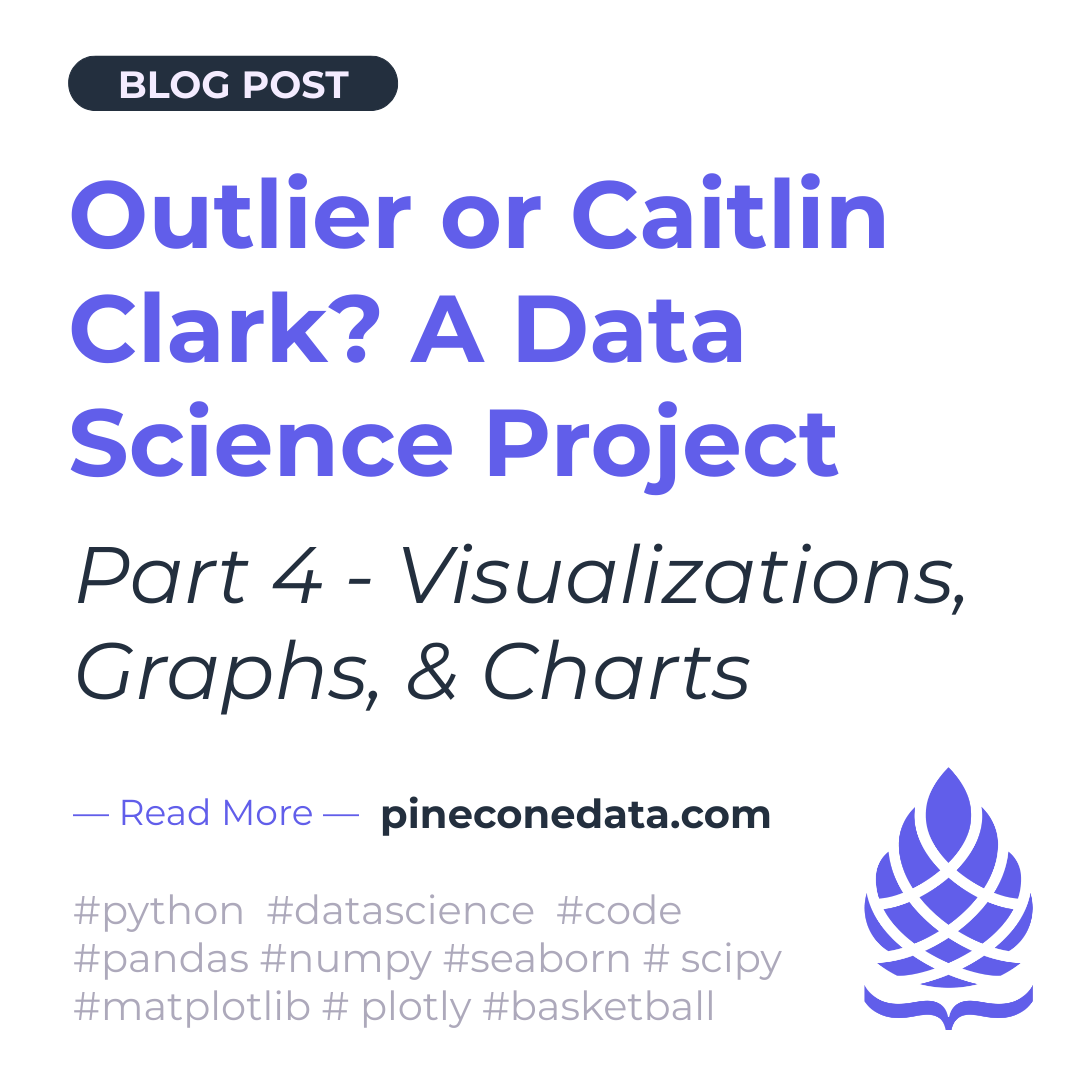 BLOG POST
Outlier or Caitlin
Clark? A Data
Science Project
Part 4 - Visualizations,
Graphs, & Charts
— Read More — pineconedata.com
#python #datascience #code
#pandas #numpy #seaborn # scipy
#matplotlib # plotly #basketball